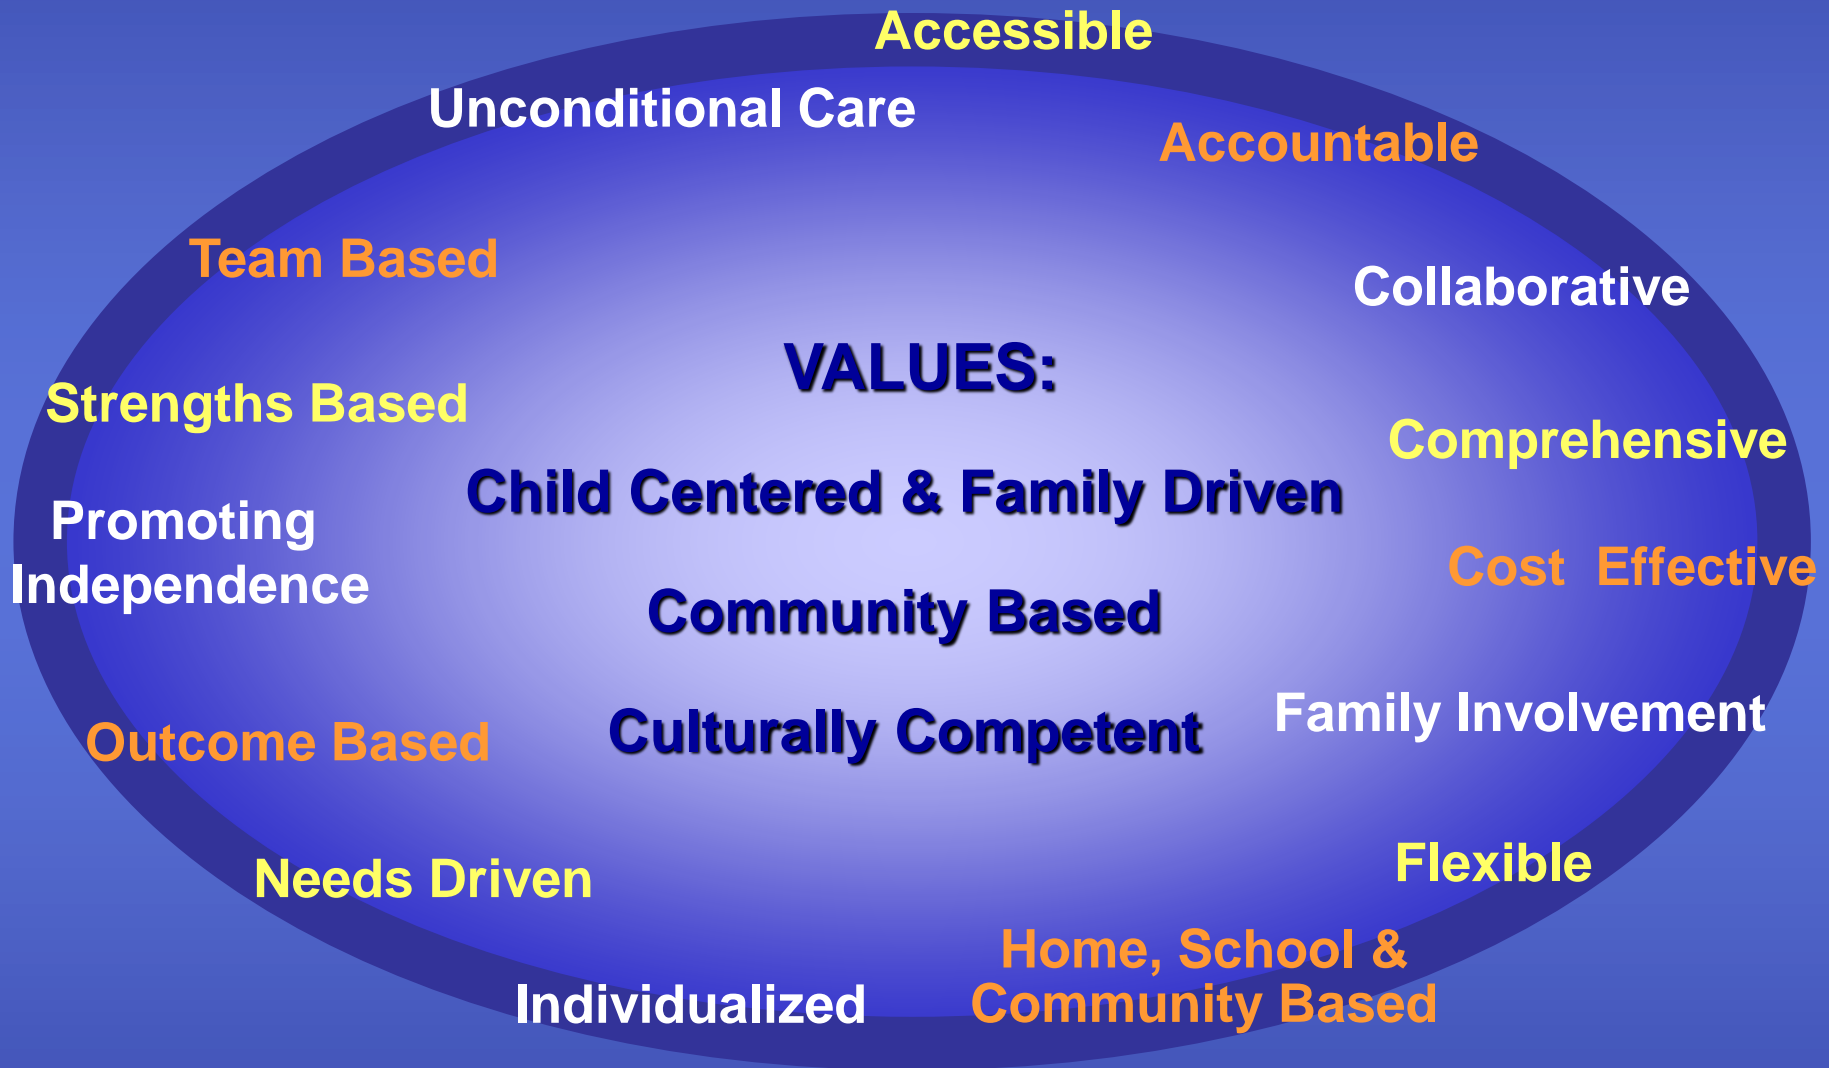 Accessible
Unconditional Care
Accountable
Team Based
Collaborative
VALUES:
Strengths Based
Comprehensive
Child Centered & Family Driven
Promoting
Independence
Cost  Effective
Community Based
Family Involvement
Culturally Competent
Outcome Based
Flexible
Needs Driven
Home, School &
Community Based
Individualized